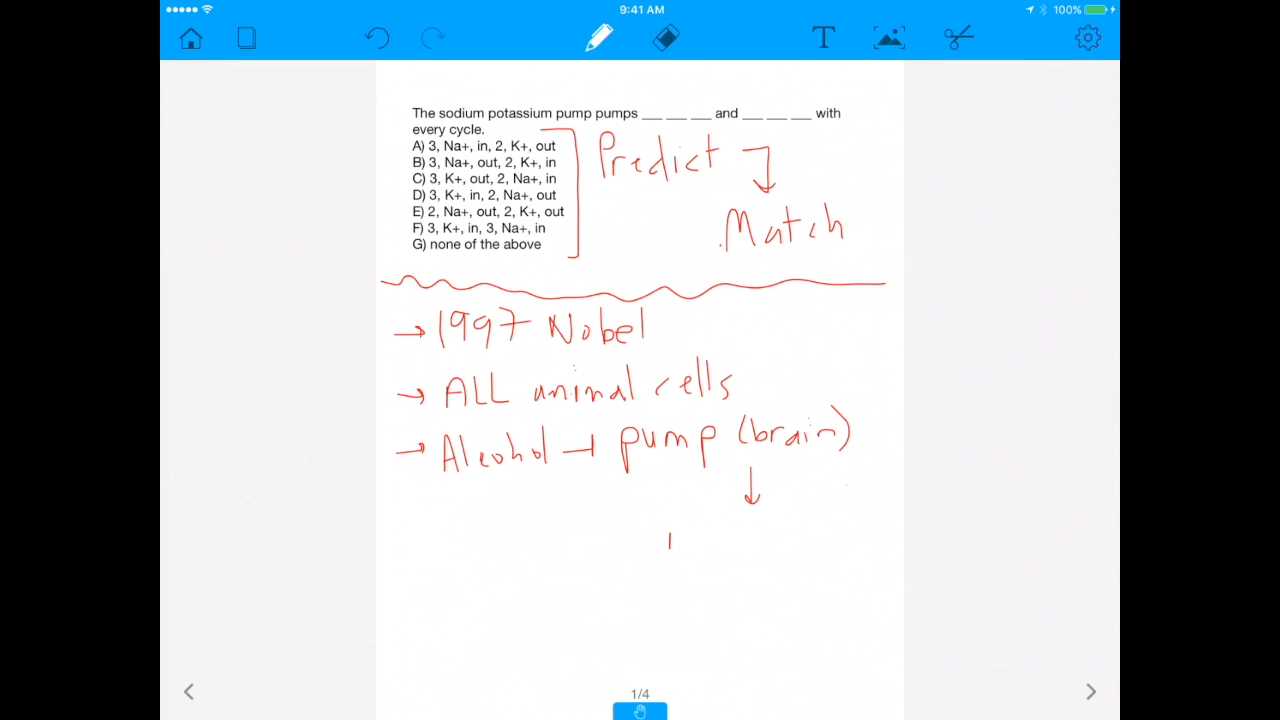 9:41 AM
100%
T
The sodium potassium pump pumps ___ ___ ___ and ___ ___ ___ with
every cycle.
A) 3, Na+, in, 2, K+, out
B) 3, Na+, out, 2, K+, in
C) 3, K+, out, 2, Na+, in
D) 3, K+, in, 2, Na+, out
E) 2, Na+, out, 2, K+, out
F) 3, K+, in, 3, Na+, in
G) none of the above
Predict
Match
→ 1997 Nobel
→ ALL animal cells
→ Alcohol ⊣ pump (brain)
↓
1/4